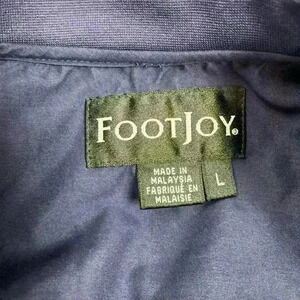 FOOTJOY®
MADE IN
MALAYSIA
FABRIQUÉ EN
MALAISIE
L